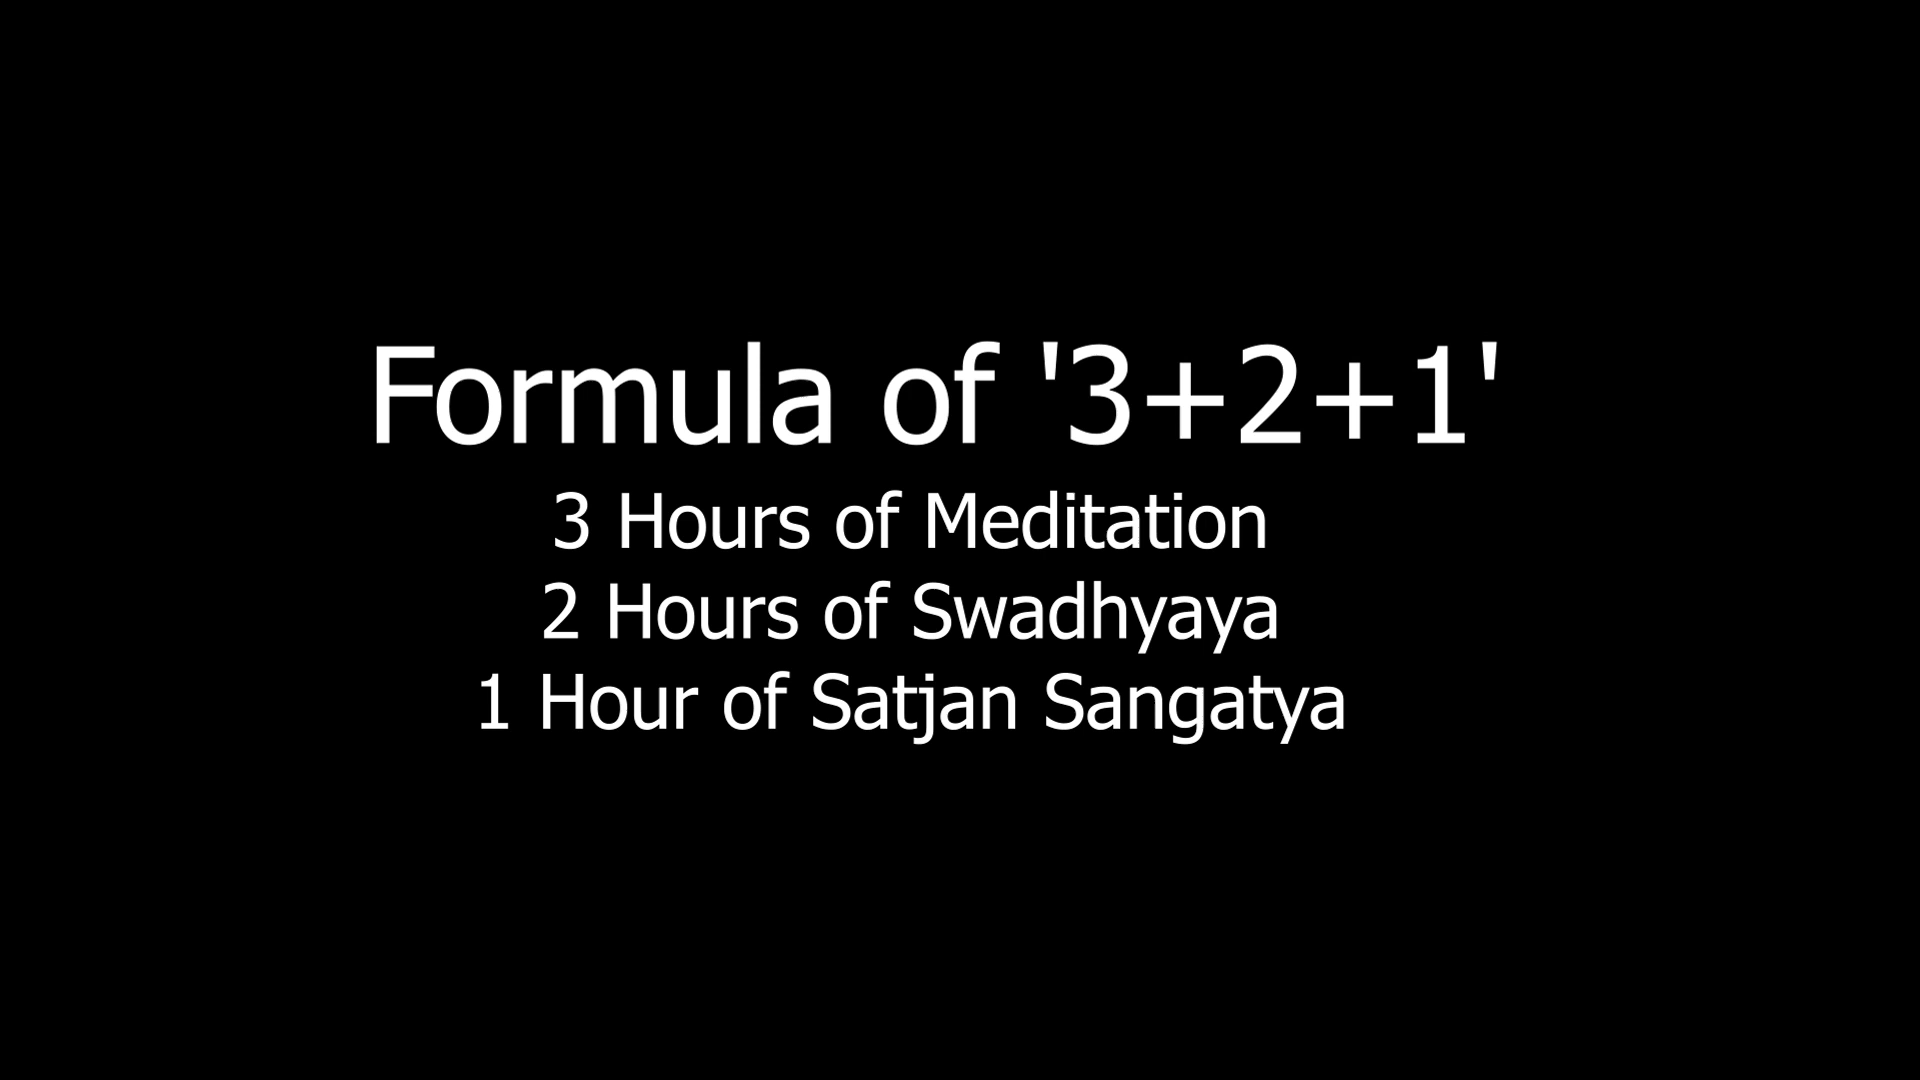 Formula of '3+2+1'
3 Hours of Meditation
2 Hours of Swadhyaya
1 Hour of Satjan Sangatya